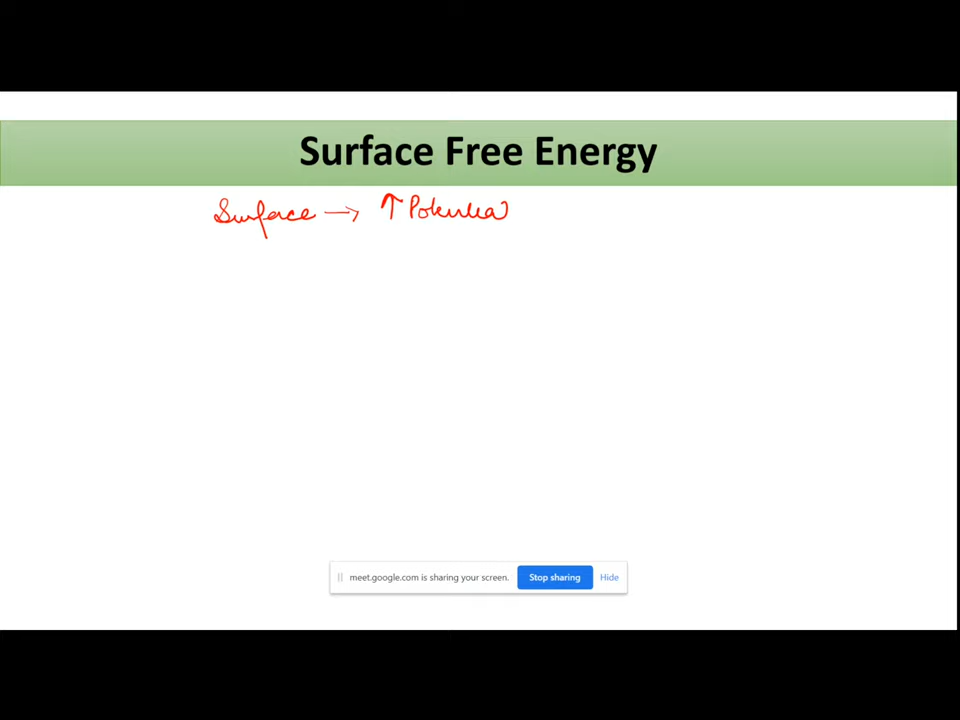 Surface Free Energy
Surface → ↑ Potential
meet.google.com is sharing your screen. Stop sharing Hide